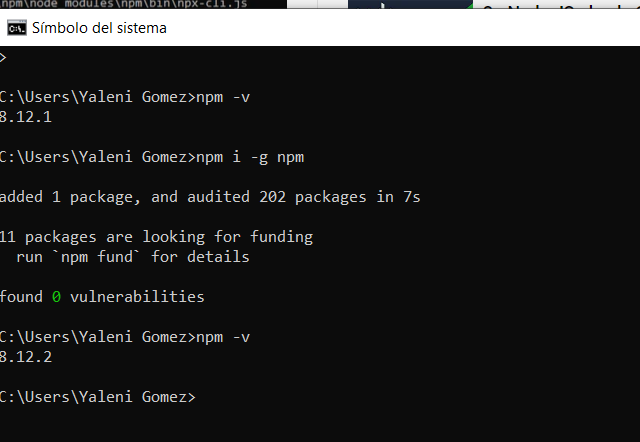 npm\node_modules\npm\bin\npx-cli.js
Símbolo del sistema
>
C:\Users\Yaleni Gomez>npm -v
8.12.1
C:\Users\Yaleni Gomez>npm i -g npm
added 1 package, and audited 202 packages in 7s
11 packages are looking for funding
run `npm fund` for details
found 0 vulnerabilities
C:\Users\Yaleni Gomez>npm -v
8.12.2
C:\Users\Yaleni Gomez>